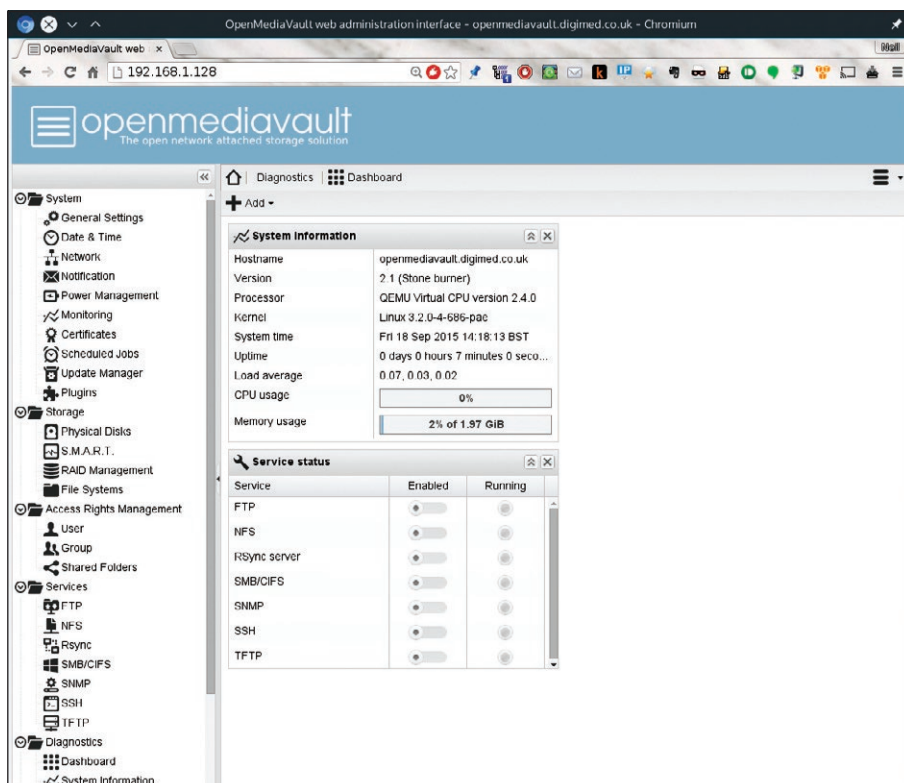 OpenMediaVault web administration interface - openmediavault.digimed.co.uk - Chromium
OpenMediaVault web
192.168.1.128
openmediavault
The open network attached storage solution
Diagnostics
Dashboard
Add
System
General Settings
Date & Time
Network
Notification
Power Management
Monitoring
Certificates
Scheduled Jobs
Update Manager
Plugins
Storage
Physical Disks
S.M.A.R.T.
RAID Management
File Systems
Access Rights Management
User
Group
Shared Folders
Services
FTP
NFS
Rsync
SMB/CIFS
SNMP
SSH
TFTP
Diagnostics
Dashboard
System Information
System Information
Hostname openmediavault.digimed.co.uk
Version 2.1 (Stone burner)
Processor QEMU Virtual CPU version 2.4.0
Kernel Linux 3.2.0-4-686-pae
System time Fri 18 Sep 2015 14:18:13 BST
Uptime 0 days 0 hours 7 minutes 0 seco...
Load average 0.07, 0.03, 0.02
CPU usage 0%
Memory usage 2% of 1.97 GiB
Service status
Service Enabled Running
FTP
NFS
RSync server
SMB/CIFS
SNMP
SSH
TFTP